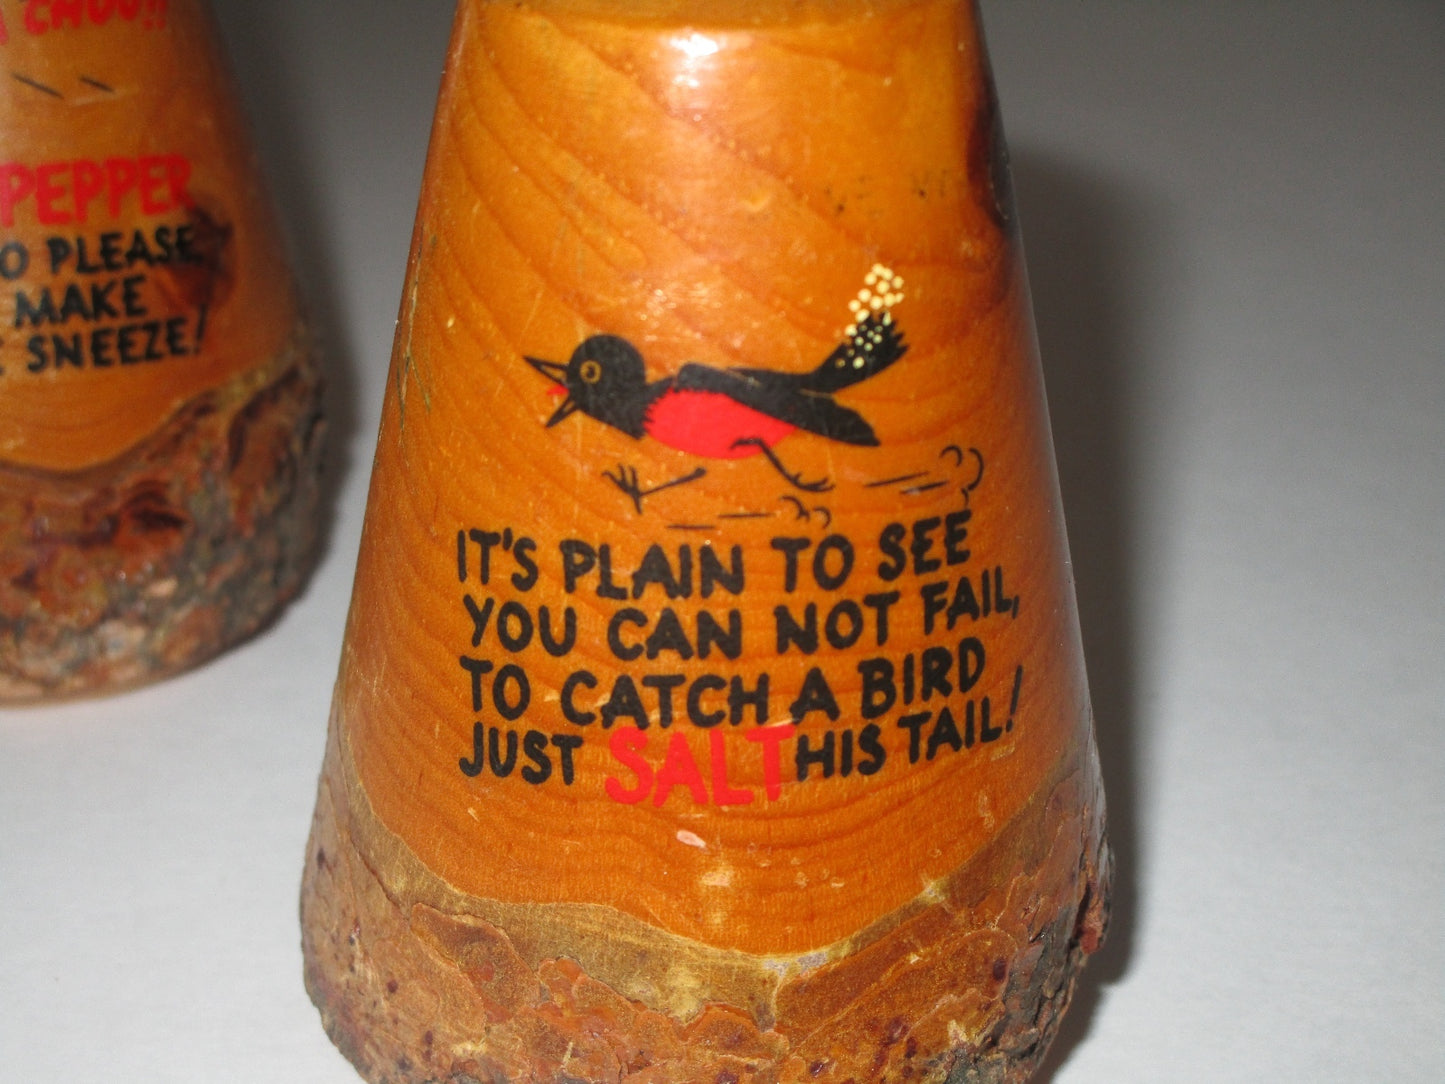 CHOO!!
PEPPER
PLEASE
MAKE
SNEEZE!
IT'S PLAIN TO SEE
YOU CAN NOT FAIL,
TO CATCH A BIRD
JUST SALT HIS TAIL!